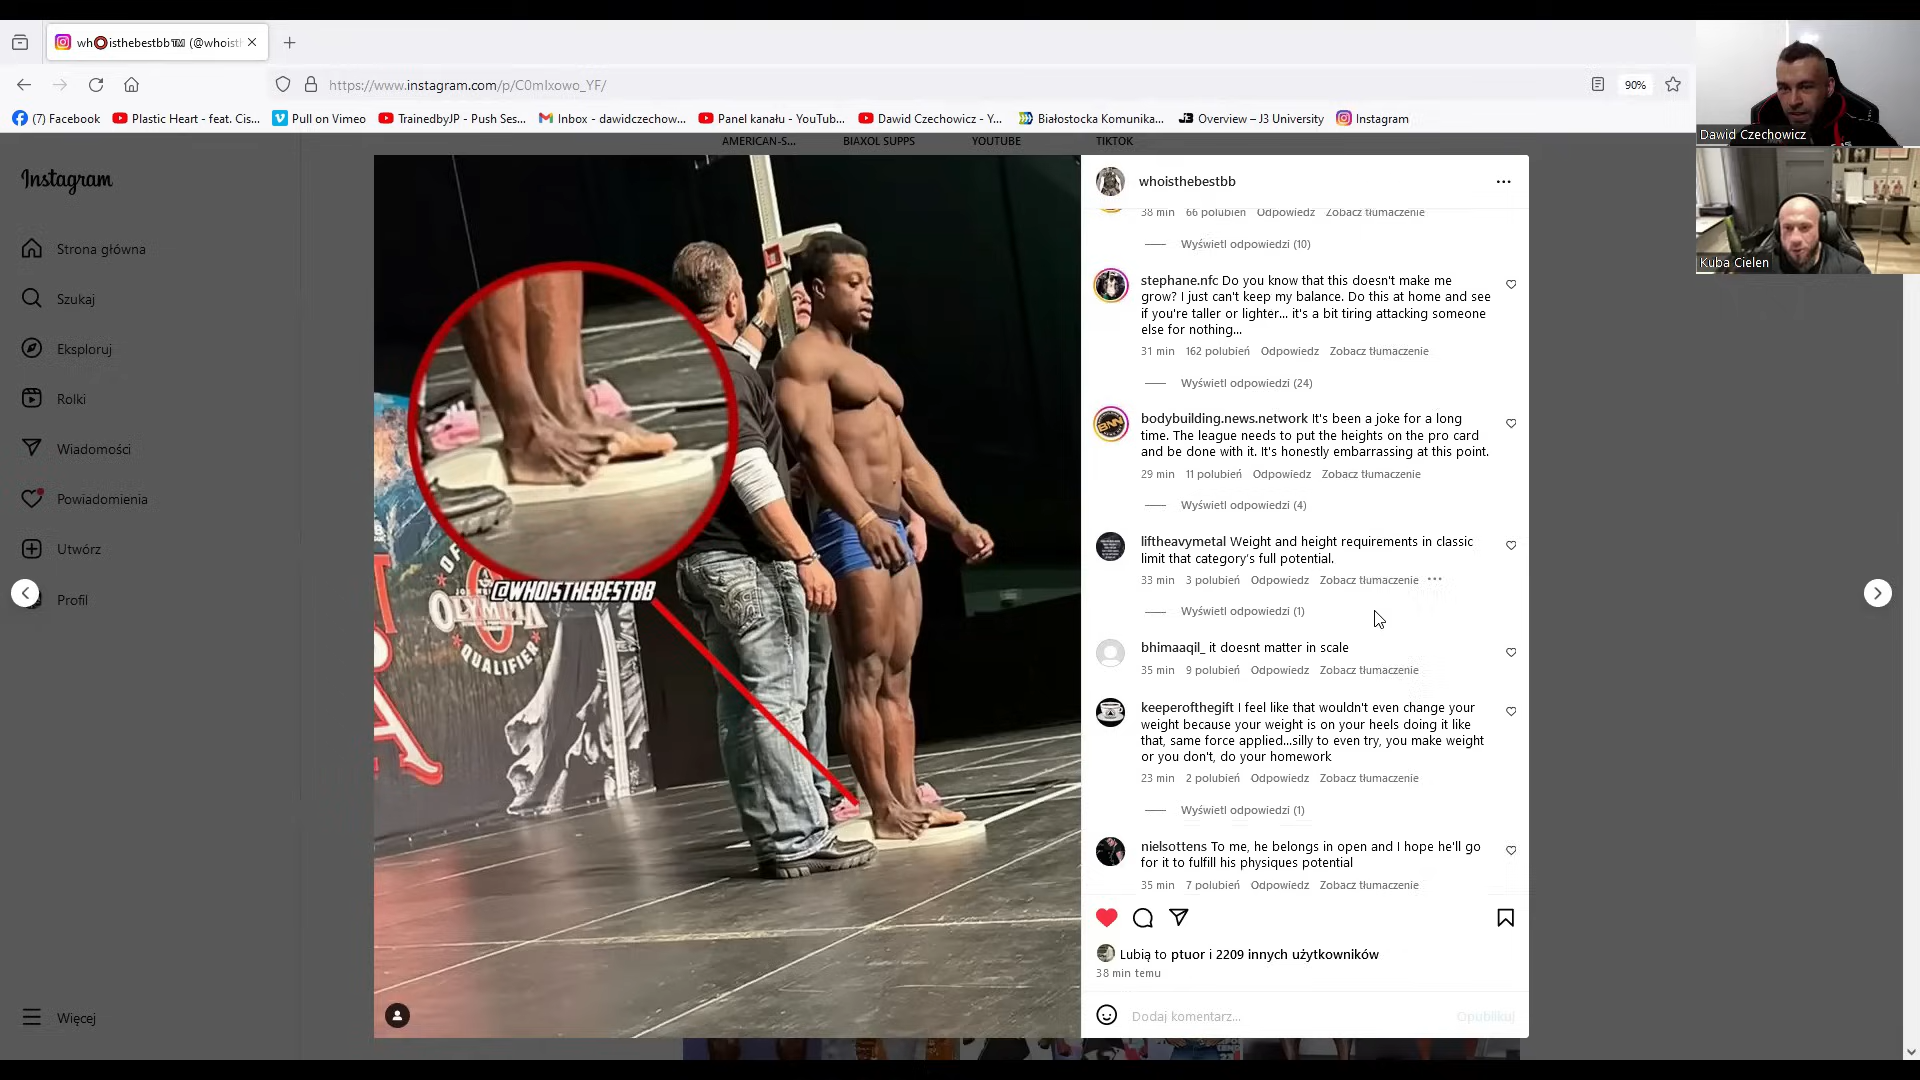 wh⭕isthebestbb™ (@whoist
https://www.instagram.com/p/C0mlxowo_YF/
90%
(7) Facebook
Plastic Heart - feat. Cis...
Pull on Vimeo
TrainedbyJP - Push Ses...
Inbox - dawidczechow...
Panel kanału - YouTub...
Dawid Czechowicz - Y...
Białostocka Komunika...
Overview – J3 University
Instagram
Dawid Czechowicz
Kuba Cielen
AMERICAN-S...
BIAXOL SUPPS
YOUTUBE
TIKTOK
Instagram
Strona główna
Szukaj
Eksploruj
Rolki
Wiadomości
Powiadomienia
Utwórz
Profil
Więcej
@WHOISTHEBESTBB
OLYMPIA
QUALIFIER
whoisthebestbb
38 min 66 polubień Odpowiedz Zobacz tłumaczenie
Wyświetl odpowiedzi (10)
stephane.nfc Do you know that this doesn't make me
grow? I just can't keep my balance. Do this at home and see
if you're taller or lighter... it's a bit tiring attacking someone
else for nothing...
31 min 162 polubień Odpowiedz Zobacz tłumaczenie
Wyświetl odpowiedzi (24)
bodybuilding.news.network It's been a joke for a long
time. The league needs to put the heights on the pro card
and be done with it. It's honestly embarrassing at this point.
29 min 11 polubień Odpowiedz Zobacz tłumaczenie
Wyświetl odpowiedzi (4)
liftheavymetal Weight and height requirements in classic
limit that category's full potential.
33 min 3 polubień Odpowiedz Zobacz tłumaczenie
Wyświetl odpowiedzi (1)
bhimaaqil_ it doesnt matter in scale
35 min 9 polubień Odpowiedz Zobacz tłumaczenie
keeperofthegift I feel like that wouldn't even change your
weight because your weight is on your heels doing it like
that, same force applied...silly to even try, you make weight
or you don't, do your homework
23 min 2 polubień Odpowiedz Zobacz tłumaczenie
Wyświetl odpowiedzi (1)
nielsottens To me, he belongs in open and I hope he'll go
for it to fulfill his physiques potential
35 min 7 polubień Odpowiedz Zobacz tłumaczenie
Lubią to ptuor i 2209 innych użytkowników
38 min temu
Dodaj komentarz...
Opublikuj